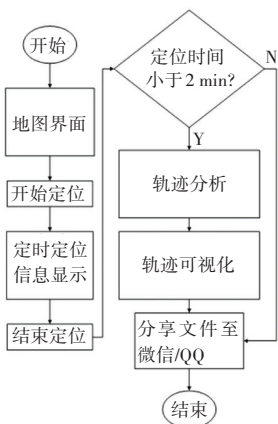 开始
地图界面
开始定位
定时定位
信息显示
结束定位
定位时间
小于2 min?
N
Y
轨迹分析
轨迹可视化
分享文件至
微信/QQ
结束